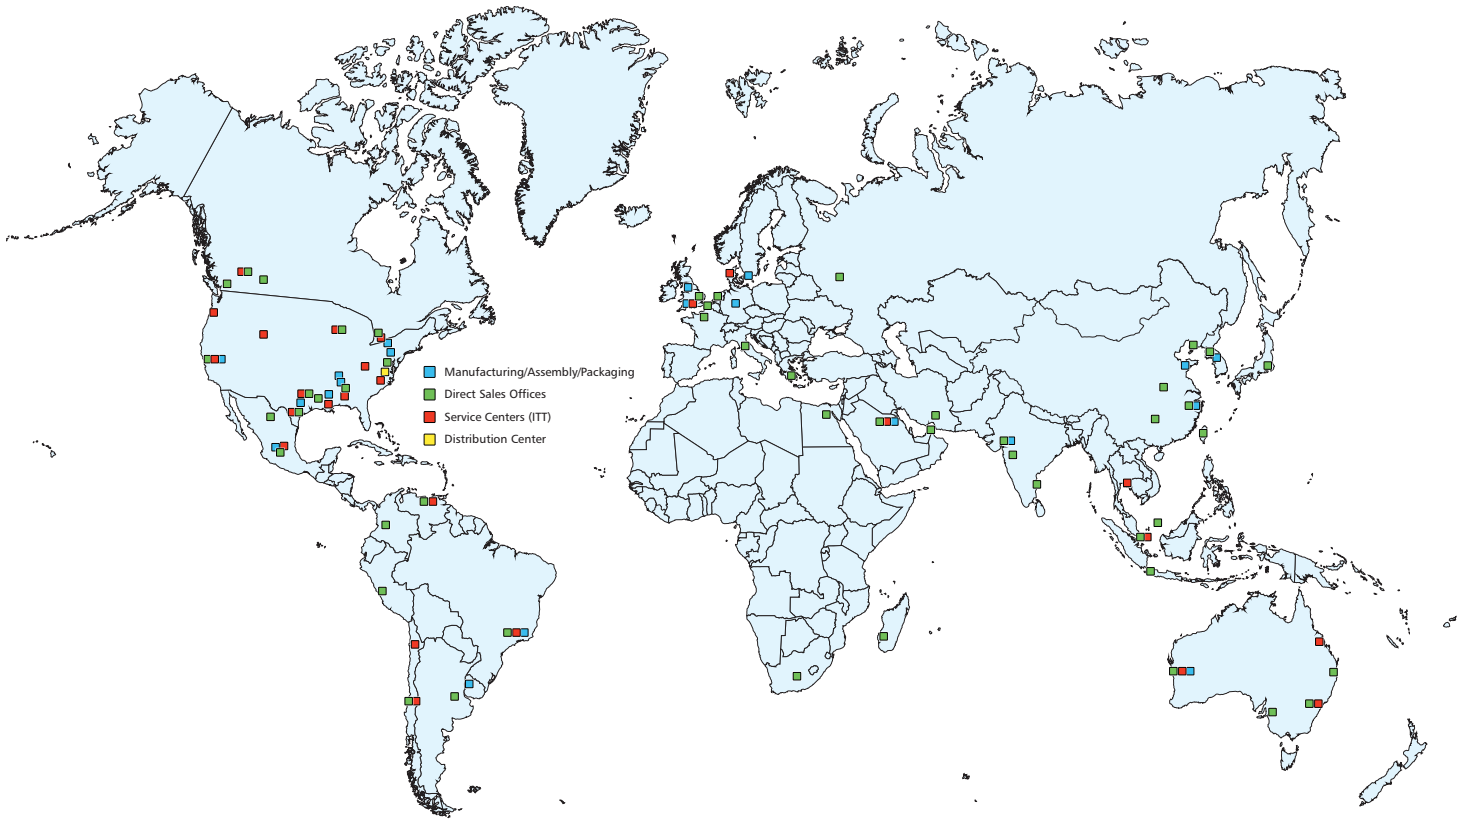 Manufacturing/Assembly/Packaging
Direct Sales Offices
Service Centers (ITT)
Distribution Center